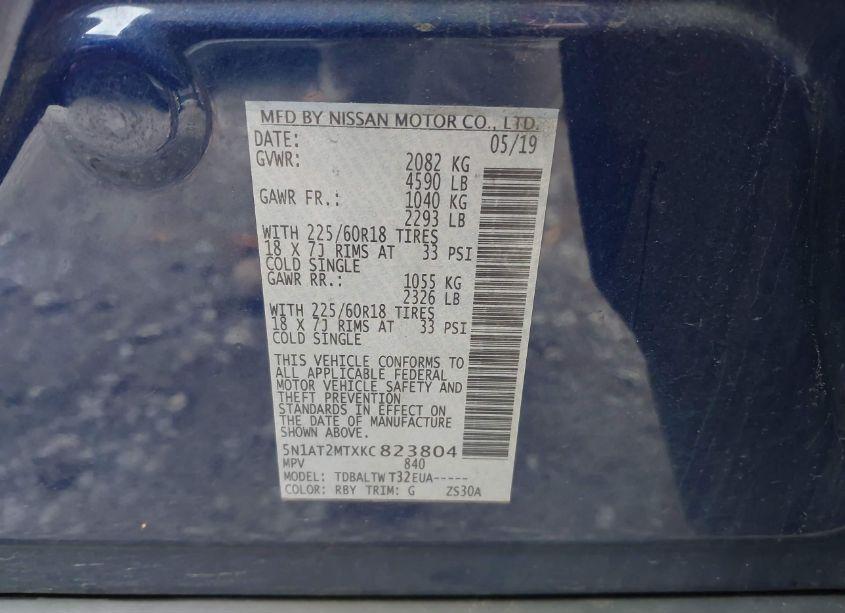 MFD BY NISSAN MOTOR CO., LTD.
DATE: 05/19
GVWR: 2082 KG
4590 LB
GAWR FR.: 1040 KG
2293 LB
WITH 225/60R18 TIRES
18 X 7J RIMS AT 33 PSI
COLD SINGLE
GAWR RR.: 1055 KG
2326 LB
WITH 225/60R18 TIRES
18 X 7J RIMS AT 33 PSI
COLD SINGLE
THIS VEHICLE CONFORMS TO
ALL APPLICABLE FEDERAL
MOTOR VEHICLE SAFETY AND
THEFT PREVENTION
STANDARDS IN EFFECT ON
THE DATE OF MANUFACTURE
SHOWN ABOVE.
5N1AT2MTXKC823804
MPV 840
MODEL: TDBALTW T32EUA-----
COLOR: RBY TRIM: G ZS30A